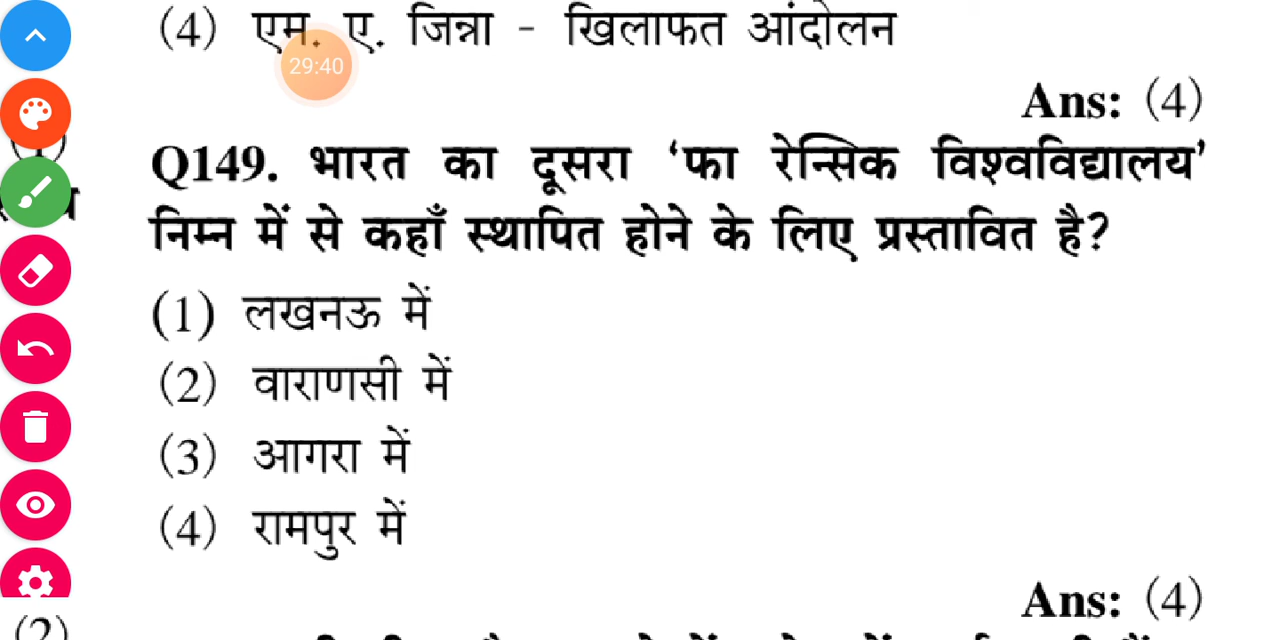 (4) एम. ए. जिन्ना - खिलाफत आंदोलन
29:40
Ans: (4)
Q149. भारत का दूसरा ‘फा रेन्सिक विश्वविद्यालय’
निम्न में से कहाँ स्थापित होने के लिए प्रस्तावित है?
(1) लखनऊ में
(2) वाराणसी में
(3) आगरा में
(4) रामपुर में
Ans: (4)
(2)